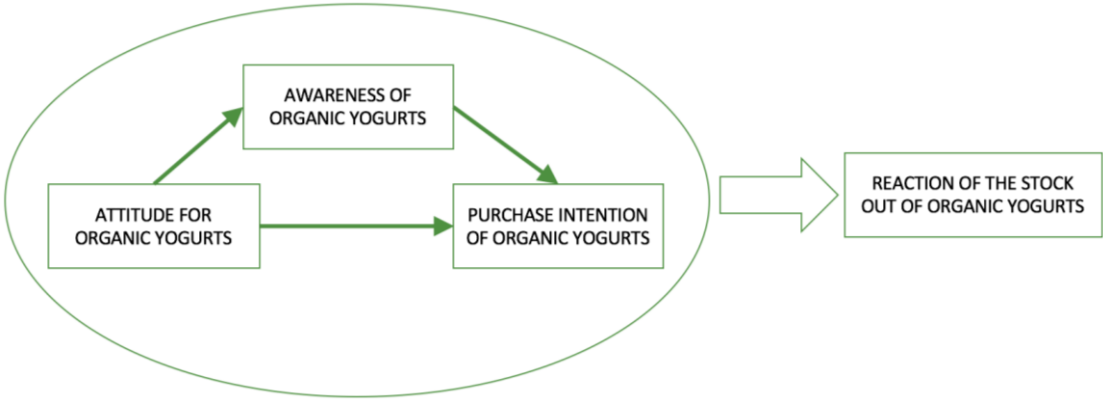 AWARENESS OF
ORGANIC YOGURTS
ATTITUDE FOR
ORGANIC YOGURTS
PURCHASE INTENTION
OF ORGANIC YOGURTS
REACTION OF THE STOCK
OUT OF ORGANIC YOGURTS